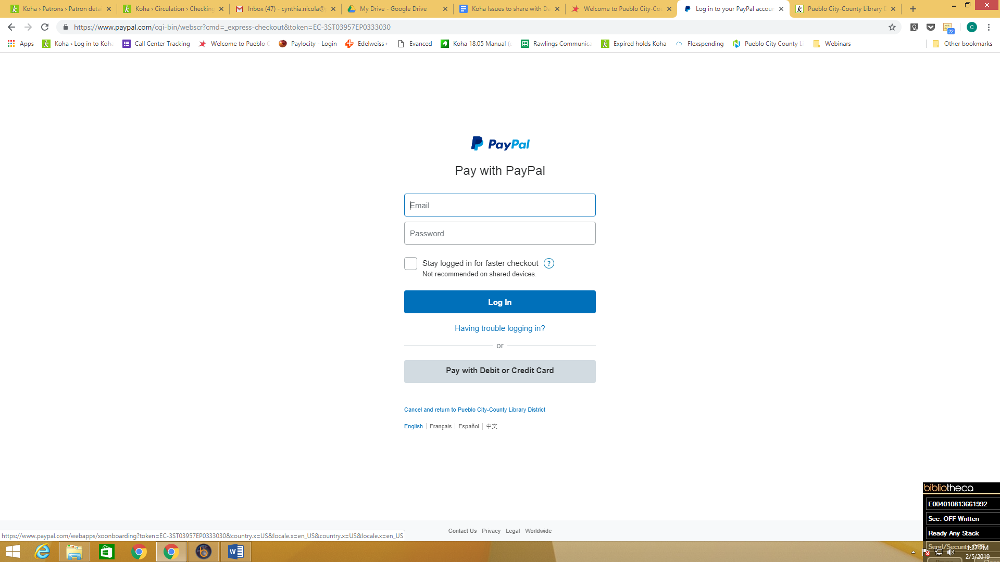 Koha › Patrons › Patron deta
Koha › Circulation › Checking
Inbox (47) - cynthia.nicola@
My Drive - Google Drive
Koha Issues to share with Da
Welcome to Pueblo City-Co
Log in to your PayPal accou
Pueblo City-County Library D
https://www.paypal.com/cgi-bin/webscr?cmd=_express-checkout&token=EC-3ST03957EP0333030
22
C
Apps
Koha › Log in to Koha
Call Center Tracking
Welcome to Pueblo C
Paylocity - Login
Edelweiss+
Evanced
Koha 18.05 Manual (e
Rawlings Communica
Expired holds Koha
Flexspending
Pueblo City County Li
Webinars
Other bookmarks
PayPal
Pay with PayPal
Email
Password
Stay logged in for faster checkout ?
Not recommended on shared devices.
Log In
Having trouble logging in?
or
Pay with Debit or Credit Card
Cancel and return to Pueblo City-County Library District
English Français Español 中文
bibliotheca
E004010813661992
Sec. OFF Written
Ready Any Stack
Contact Us Privacy Legal Worldwide
https://www.paypal.com/webapps/xoonboarding?token=EC-3ST03957EP0333030&country.x=US&locale.x=en_US&country.x=US&locale.x=en_US
Send/Security OFF
1:27 PM
2/5/2019